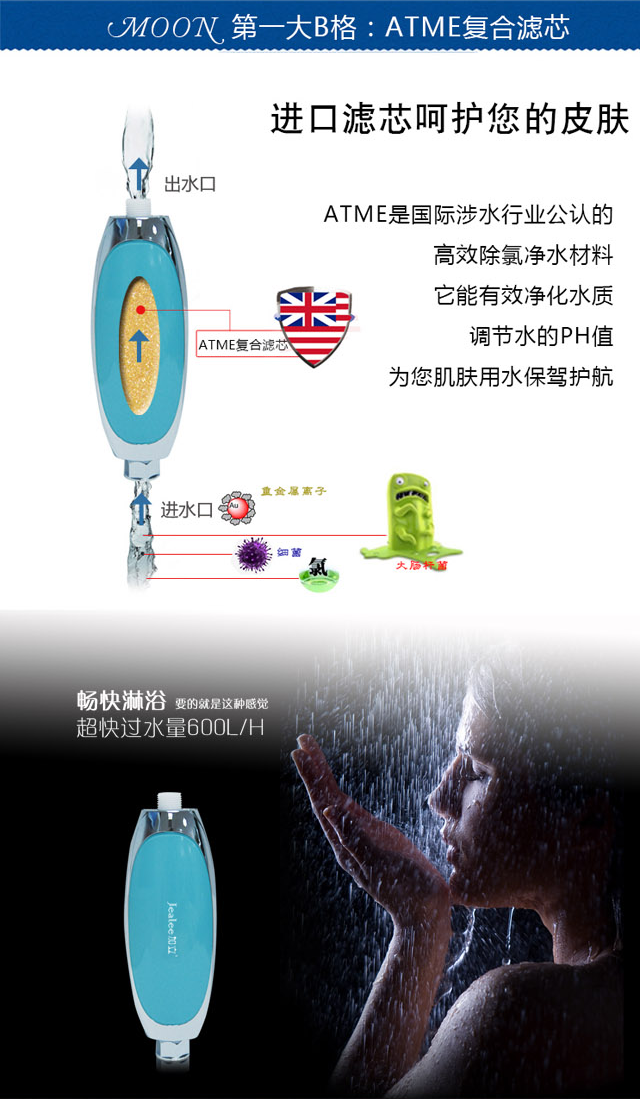 MOON 第一大B格：ATME复合滤芯
进口滤芯呵护您的皮肤
出水口
ATME是国际涉水行业公认的
高效除氯净水材料
它能有效净化水质
调节水的PH值
为您肌肤用水保驾护航
ATME复合滤芯
进水口
Au
重金属离子
细菌
氯
大肠杆菌
畅快淋浴 要的就是这种感觉
超快过水量600L/H
Jealee